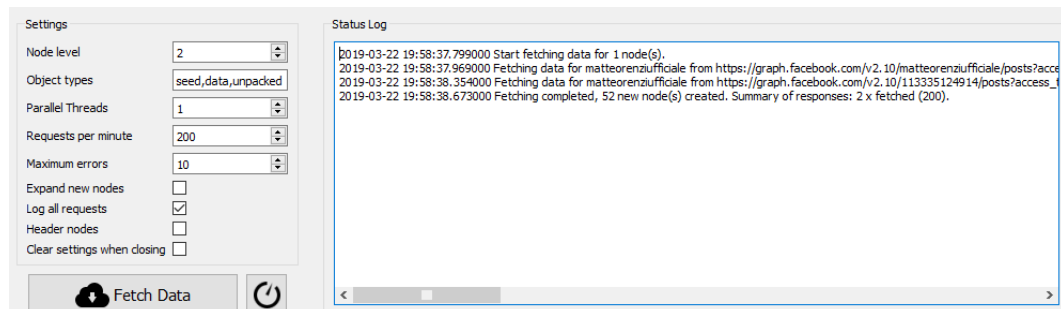 Settings
Node level 2
Object types seed,data,unpacked
Parallel Threads 1
Requests per minute 200
Maximum errors 10
Expand new nodes
Log all requests
Header nodes
Clear settings when closing
Fetch Data
Status Log
2019-03-22 19:58:37.799000 Start fetching data for 1 node(s).
2019-03-22 19:58:37.969000 Fetching data for matteorenziufficiale from https://graph.facebook.com/v2.10/matteorenziufficiale/posts?acce
2019-03-22 19:58:38.354000 Fetching data for matteorenziufficiale from https://graph.facebook.com/v2.10/113335124914/posts?access_t
2019-03-22 19:58:38.673000 Fetching completed, 52 new node(s) created. Summary of responses: 2 x fetched (200).